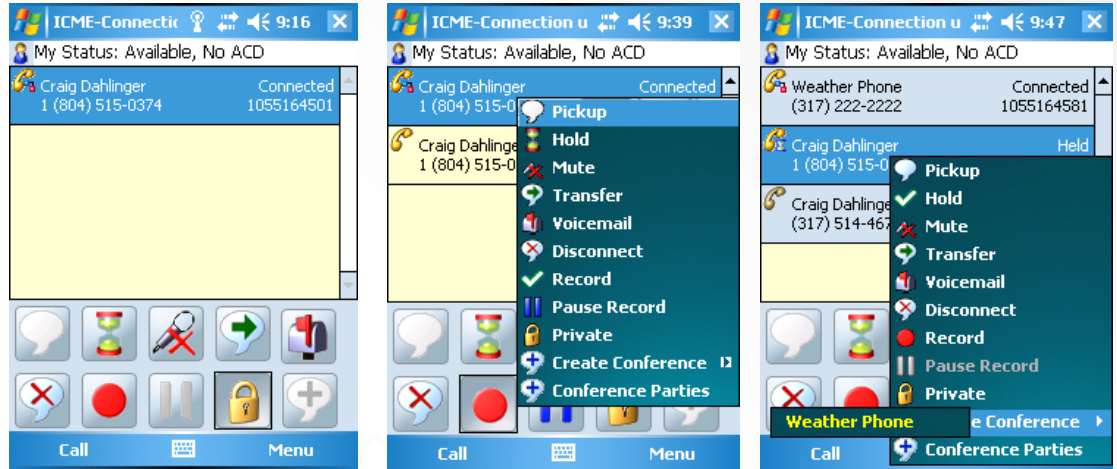 ICME-Connectic 9:16
My Status: Available, No ACD
Craig Dahlinger Connected
1 (804) 515-0374 1055164501
Call Menu
ICME-Connection u 9:39
My Status: Available, No ACD
Craig Dahlinger Connected
1 (804) 515-0
Craig Dahlinge
1 (804) 515-0
Pickup
Hold
Mute
Transfer
Voicemail
Disconnect
Record
Pause Record
Private
Create Conference
Conference Parties
Call Menu
ICME-Connection u 9:47
My Status: Available, No ACD
Weather Phone Connected
(317) 222-2222 1055164581
Craig Dahlinger Held
1 (804) 515-0
Craig Dahlinge
(317) 514-467
Pickup
Hold
Mute
Transfer
Voicemail
Disconnect
Record
Pause Record
Private
Weather Phone e Conference
Conference Parties
Call